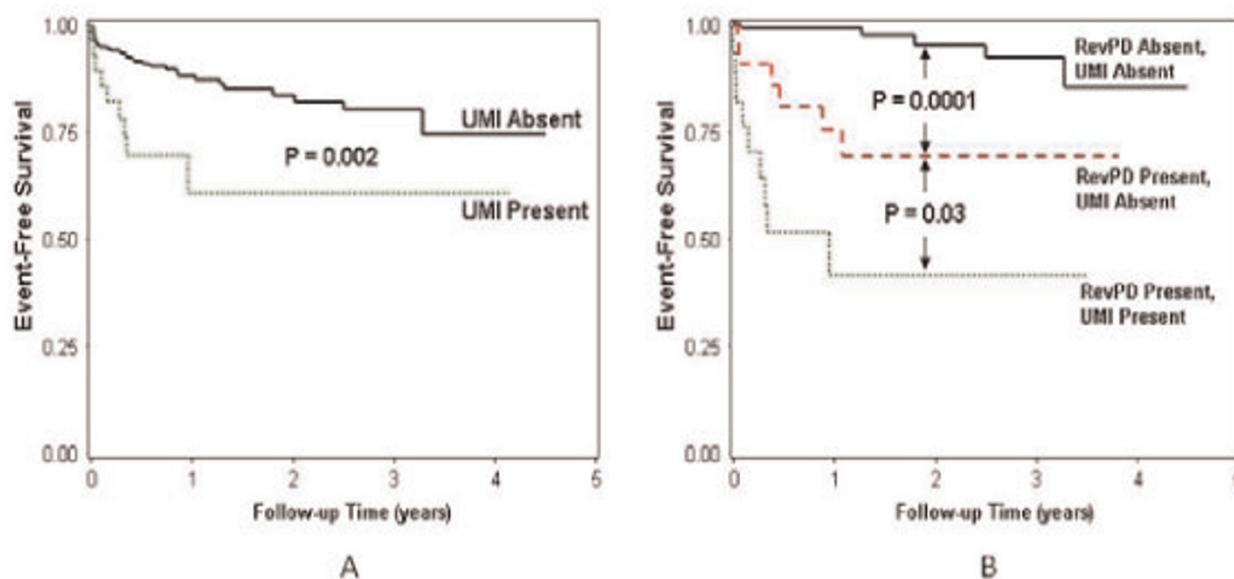 Event-Free Survival
1.00
0.75
0.50
0.25
0.00
UMI Absent
P = 0.002
UMI Present
0 1 2 3 4 5
Follow-up Time (years)
A
Event-Free Survival
1.00
0.75
0.50
0.25
0.00
RevPD Absent,
UMI Absent
P = 0.0001
RevPD Present,
UMI Absent
P = 0.03
RevPD Present,
UMI Present
0 1 2 3 4
Follow-up Time (years)
B